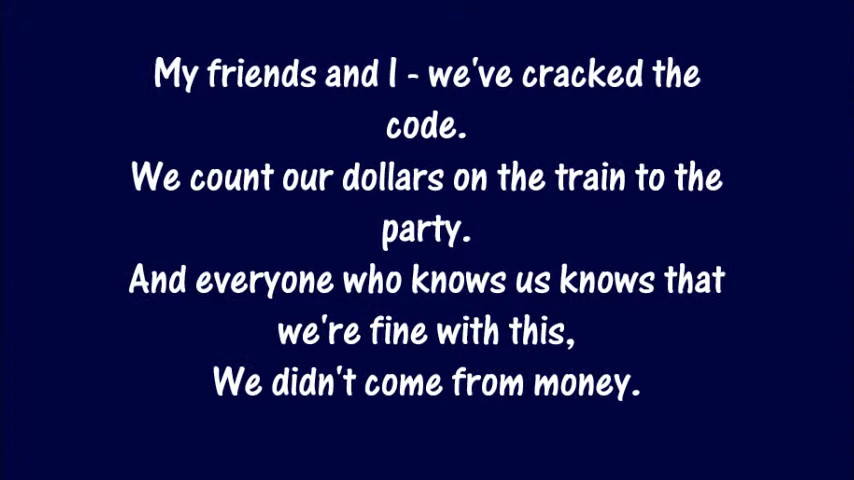 My friends and I - we've cracked the
code.
We count our dollars on the train to the
party.
And everyone who knows us knows that
we're fine with this,
We didn't come from money.